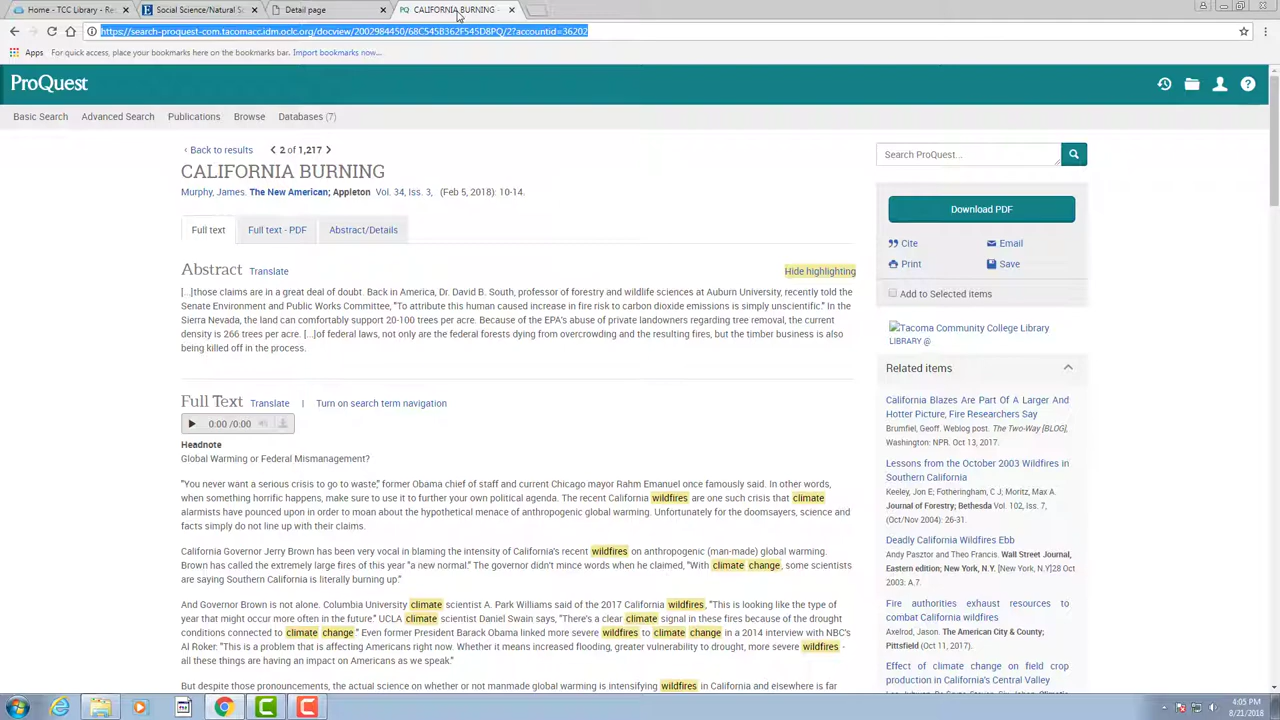 Home - TCC Library - Re
Social Science/Natural S
Detail page
PQ CALIFORNIA BURNING -
https://search-proquest-com.tacomacc.idm.oclc.org/docview/2002984450/68C545B362F545D8PQ/2?accountid=36202
Apps For quick access, place your bookmarks here on the bookmarks bar. Import bookmarks now...
ProQuest
Basic Search Advanced Search Publications Browse Databases (7)
‹ Back to results < 2 of 1,217 >
CALIFORNIA BURNING
Murphy, James. The New American; Appleton Vol. 34, Iss. 3, (Feb 5, 2018): 10-14.
Full text Full text - PDF Abstract/Details
Abstract Translate Hide highlighting
[...]those claims are in a great deal of doubt. Back in America, Dr. David B. South, professor of forestry and wildlife sciences at Auburn University, recently told the
Senate Environment and Public Works Committee, "To attribute this human caused increase in fire risk to carbon dioxide emissions is simply unscientific." In the
Sierra Nevada, the land can comfortably support 20-100 trees per acre. Because of the EPA's abuse of private landowners regarding tree removal, the current
density is 266 trees per acre. [...]of federal laws, not only are the federal forests dying from overcrowding and the resulting fires, but the timber business is also
being killed off in the process.
Full Text Translate | Turn on search term navigation
0:00 /0:00
Headnote
Global Warming or Federal Mismanagement?
"You never want a serious crisis to go to waste," former Obama chief of staff and current Chicago mayor Rahm Emanuel once famously said. In other words,
when something horrific happens, make sure to use it to further your own political agenda. The recent California wildfires are one such crisis that climate
alarmists have pounced upon in order to moan about the hypothetical menace of anthropogenic global warming. Unfortunately for the doomsayers, science and
facts simply do not line up with their claims.
California Governor Jerry Brown has been very vocal in blaming the intensity of California's recent wildfires on anthropogenic (man-made) global warming.
Brown has called the extremely large fires of this year "a new normal." The governor didn't mince words when he claimed, "With climate change, some scientists
are saying Southern California is literally burning up."
And Governor Brown is not alone. Columbia University climate scientist A. Park Williams said of the 2017 California wildfires, "This is looking like the type of
year that might occur more often in the future." UCLA climate scientist Daniel Swain says, "There's a clear climate signal in these fires because of the drought
conditions connected to climate change." Even former President Barack Obama linked more severe wildfires to climate change in a 2014 interview with NBC's
Al Roker: "This is a problem that is affecting Americans right now. Whether it means increased flooding, greater vulnerability to drought, more severe wildfires -
all these things are having an impact on Americans as we speak."
But despite those pronouncements, the actual science on whether or not manmade global warming is intensifying wildfires in California and elsewhere is far
Search ProQuest...
Download PDF
Cite Email
Print Save
Add to Selected items
Tacoma Community College Library
LIBRARY @
Related items
California Blazes Are Part Of A Larger And
Hotter Picture, Fire Researchers Say
Brumfiel, Geoff. Weblog post. The Two-Way [BLOG],
Washington: NPR. Oct 13, 2017.
Lessons from the October 2003 Wildfires in
Southern California
Keeley, Jon E; Fotheringham, C J; Moritz, Max A.
Journal of Forestry; Bethesda Vol. 102, Iss. 7,
(Oct/Nov 2004): 26-31.
Deadly California Wildfires Ebb
Andy Pasztor and Theo Francis. Wall Street Journal,
Eastern edition; New York, N.Y. [New York, N.Y]28 Oct
2003: A.7.
Fire authorities exhaust resources to
combat California wildfires
Axelrod, Jason. The American City & County;
Pittsfield (Oct 11, 2017).
Effect of climate change on field crop
production in California's Central Valley
4:05 PM
8/21/2018